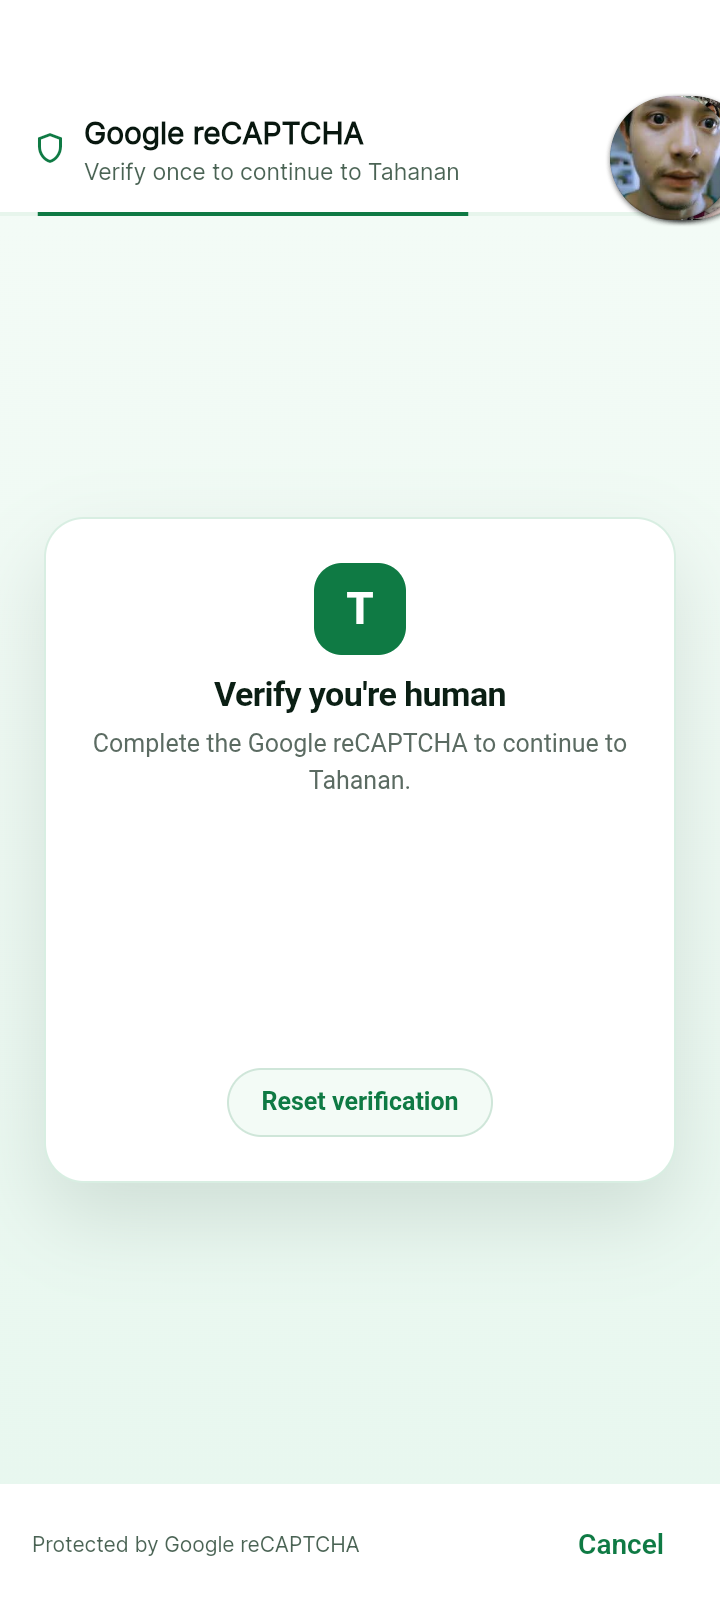 Google reCAPTCHA
Verify once to continue to Tahanan
T
Verify you're human
Complete the Google reCAPTCHA to continue to
Tahanan.
Reset verification
Protected by Google reCAPTCHA
Cancel